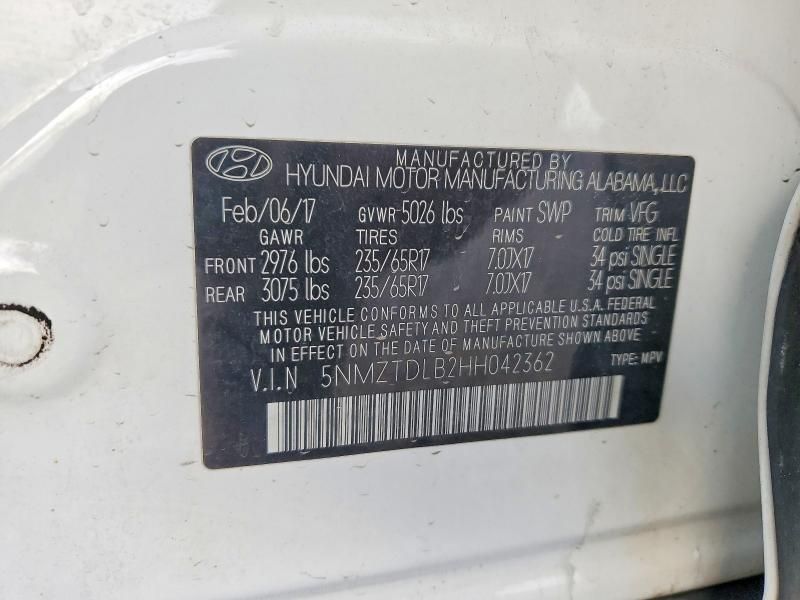 MANUFACTURED BY
HYUNDAI MOTOR MANUFACTURING ALABAMA, LLC
Feb/06/17 GVWR 5026 lbs PAINT SWP TRIM VFG
GAWR TIRES RIMS COLD TIRE INFL
FRONT 2976 lbs 235/65R17 7.0JX17 34 psi SINGLE
REAR 3075 lbs 235/65R17 7.0JX17 34 psi SINGLE
THIS VEHICLE CONFORMS TO ALL APPLICABLE U.S.A. FEDERAL
MOTOR VEHICLE SAFETY AND THEFT PREVENTION STANDARDS
IN EFFECT ON THE DATE OF MANUFACTURE SHOWN ABOVE
V.I.N 5NMZTDLB2HH042362 TYPE: MPV